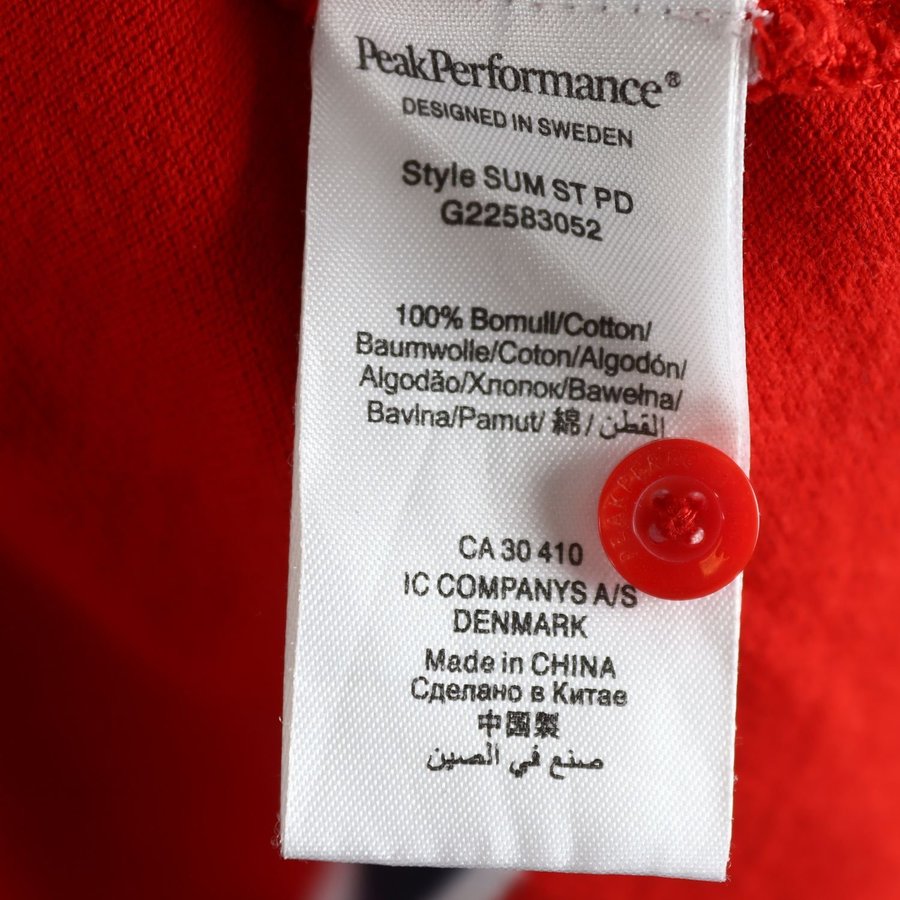 PeakPerformance®
DESIGNED IN SWEDEN
Style SUM ST PD
G22583052
100% Bomull/Cotton/
Baumwolle/Coton/Algodón/
Algodão/Хлопок/Bawełna/
Bavlna/Pamut/ 綿 / القطن
CA 30 410
IC COMPANYS A/S
DENMARK
Made in CHINA
Сделано в Китае
中国製
صنع في الصين